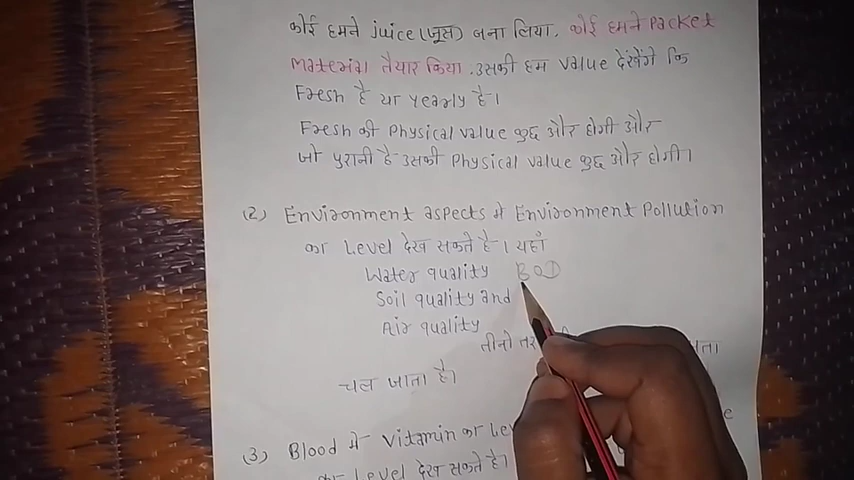 कोई हमने juice (जूस) बना लिया, कोई हमने Packet
Material तैयार किया. उसकी हम Value देखेंगे कि
Fresh है या yearly है।
Fresh की Physical value कुछ और होगी और
जो पुरानी है उसकी Physical value कुछ और होगी।
(2) Environment aspects मे Environment Pollution
का Level देख सकते है। यहाँ
Water quality BOD
Soil quality and
Air quality
तीनो
चल जाता है।
(3) Blood मे Vitamin का
का Level देख सकते है।